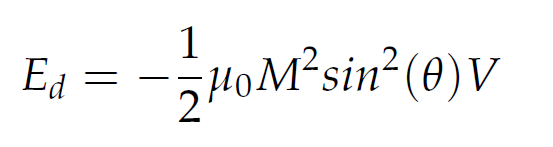 E_d = -\frac{1}{2}\mu_0 M^2 sin^2(\theta)V